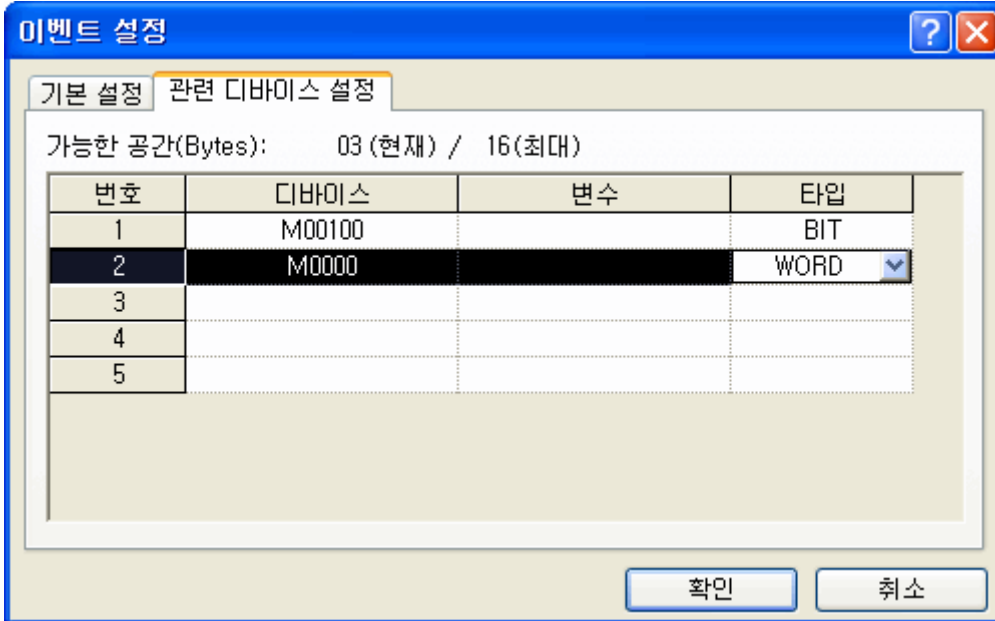 이벤트 설정
기본 설정 관련 디바이스 설정
가능한 공간(Bytes): 03 (현재) / 16(최대)
번호 디바이스 변수 타입
1 M00100 BIT
2 M0000 WORD
3
4
5
확인 취소